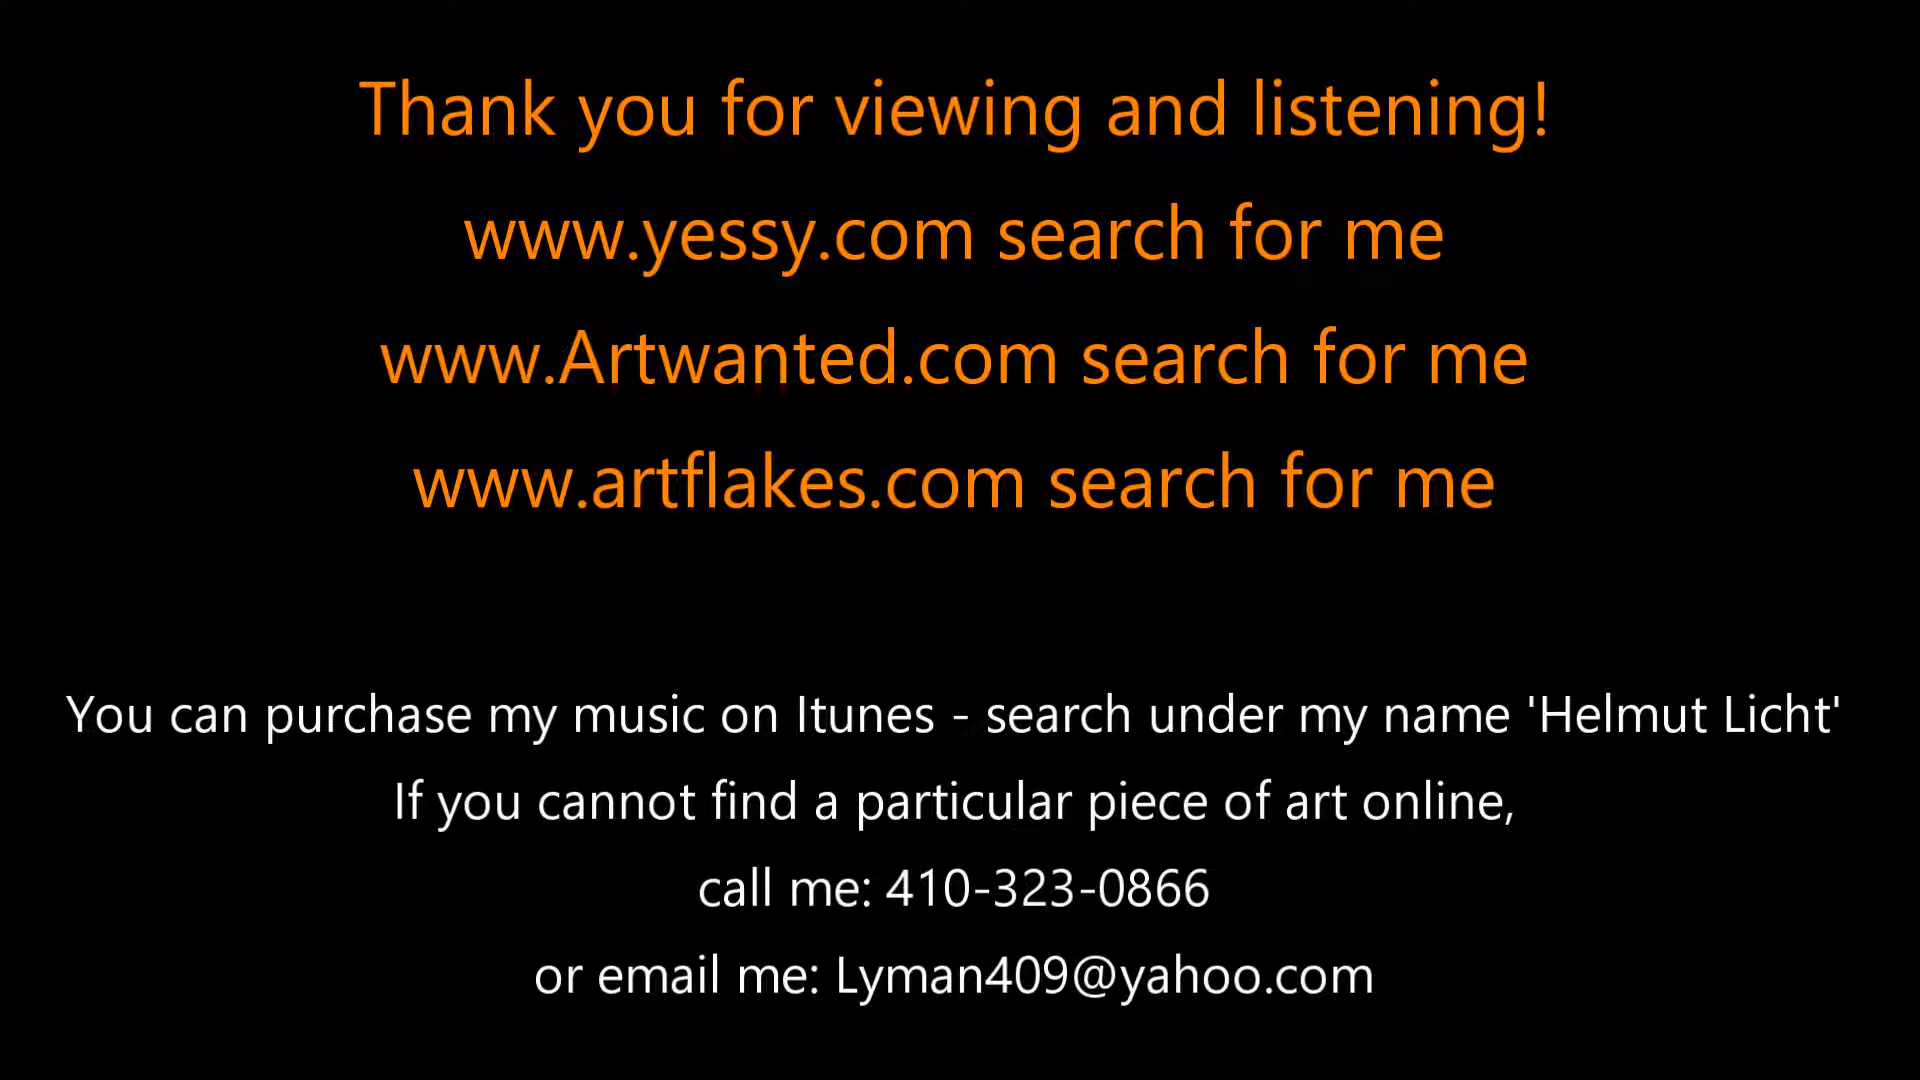 Thank you for viewing and listening!
www.yessy.com search for me
www.Artwanted.com search for me
www.artflakes.com search for me
You can purchase my music on Itunes - search under my name 'Helmut Licht'
If you cannot find a particular piece of art online,
call me: 410-323-0866
or email me: Lyman409@yahoo.com